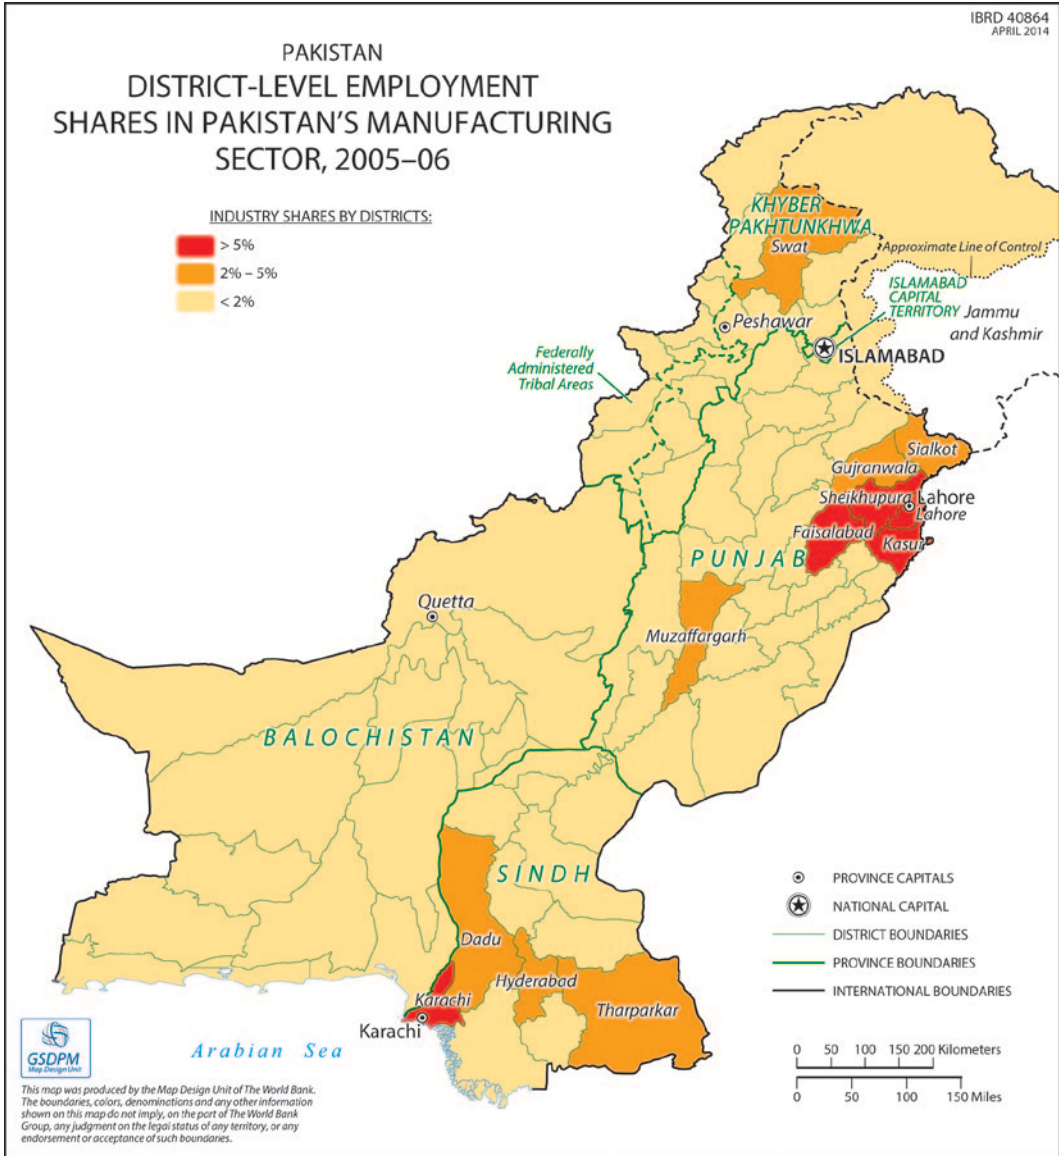 IBRD 40864
APRIL 2014
PAKISTAN
DISTRICT-LEVEL EMPLOYMENT
SHARES IN PAKISTAN'S MANUFACTURING
SECTOR, 2005–06
INDUSTRY SHARES BY DISTRICTS:
> 5%
2% – 5%
< 2%
KHYBER
PAKHTUNKHWA
Swat
Approximate Line of Control
ISLAMABAD
CAPITAL
TERRITORY
Jammu
and Kashmir
Peshawar
ISLAMABAD
Federally
Administered
Tribal Areas
Sialkot
Gujranwala
Sheikhupura
Lahore
Lahore
Faisalabad
Kasur
PUNJAB
Quetta
Muzaffargarh
BALOCHISTAN
SINDH
Dadu
Hyderabad
Karachi
Tharparkar
Karachi
Arabian Sea
PROVINCE CAPITALS
NATIONAL CAPITAL
DISTRICT BOUNDARIES
PROVINCE BOUNDARIES
INTERNATIONAL BOUNDARIES
0 50 100 150 200 Kilometers
0 50 100 150 Miles
GSDPM
Map Design Unit
This map was produced by the Map Design Unit of The World Bank.
The boundaries, colors, denominations and any other information
shown on this map do not imply, on the part of The World Bank
Group, any judgment on the legal status of any territory, or any
endorsement or acceptance of such boundaries.